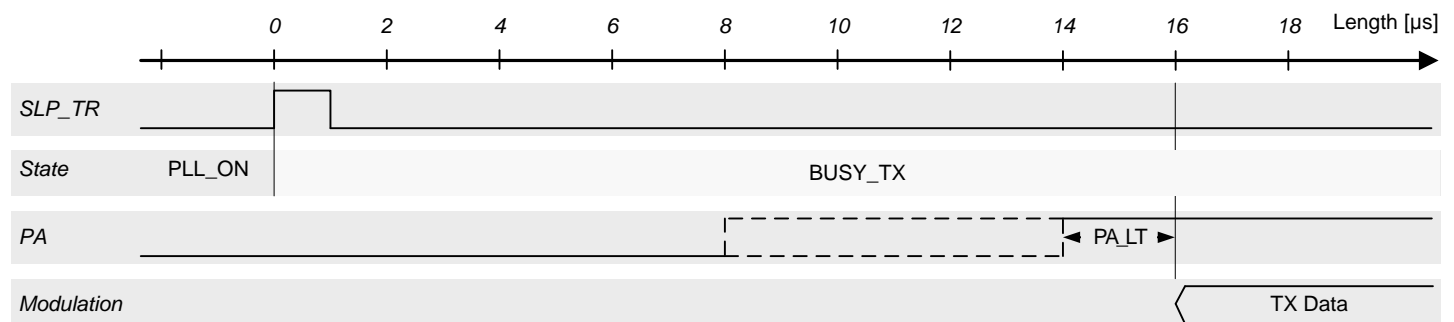 0 2 4 6 8 10 12 14 16 18 Length [µs]
SLP_TR
State PLL_ON BUSY_TX
PA PA_LT
Modulation TX Data